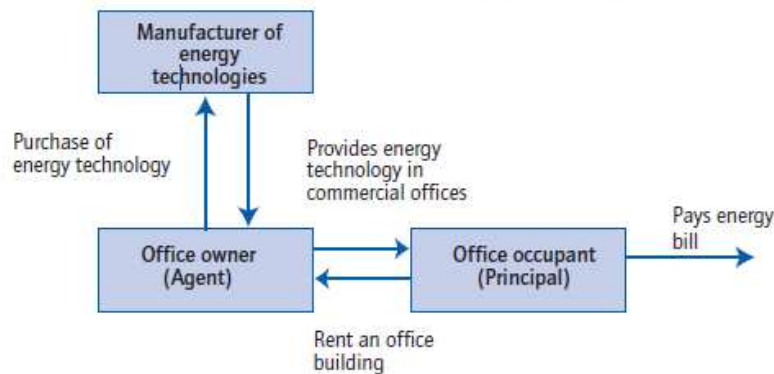 Manufacturer of
energy
technologies
Purchase of
energy technology
Provides energy
technology in
commercial offices
Pays energy
bill
Office owner
(Agent)
Office occupant
(Principal)
Rent an office
building